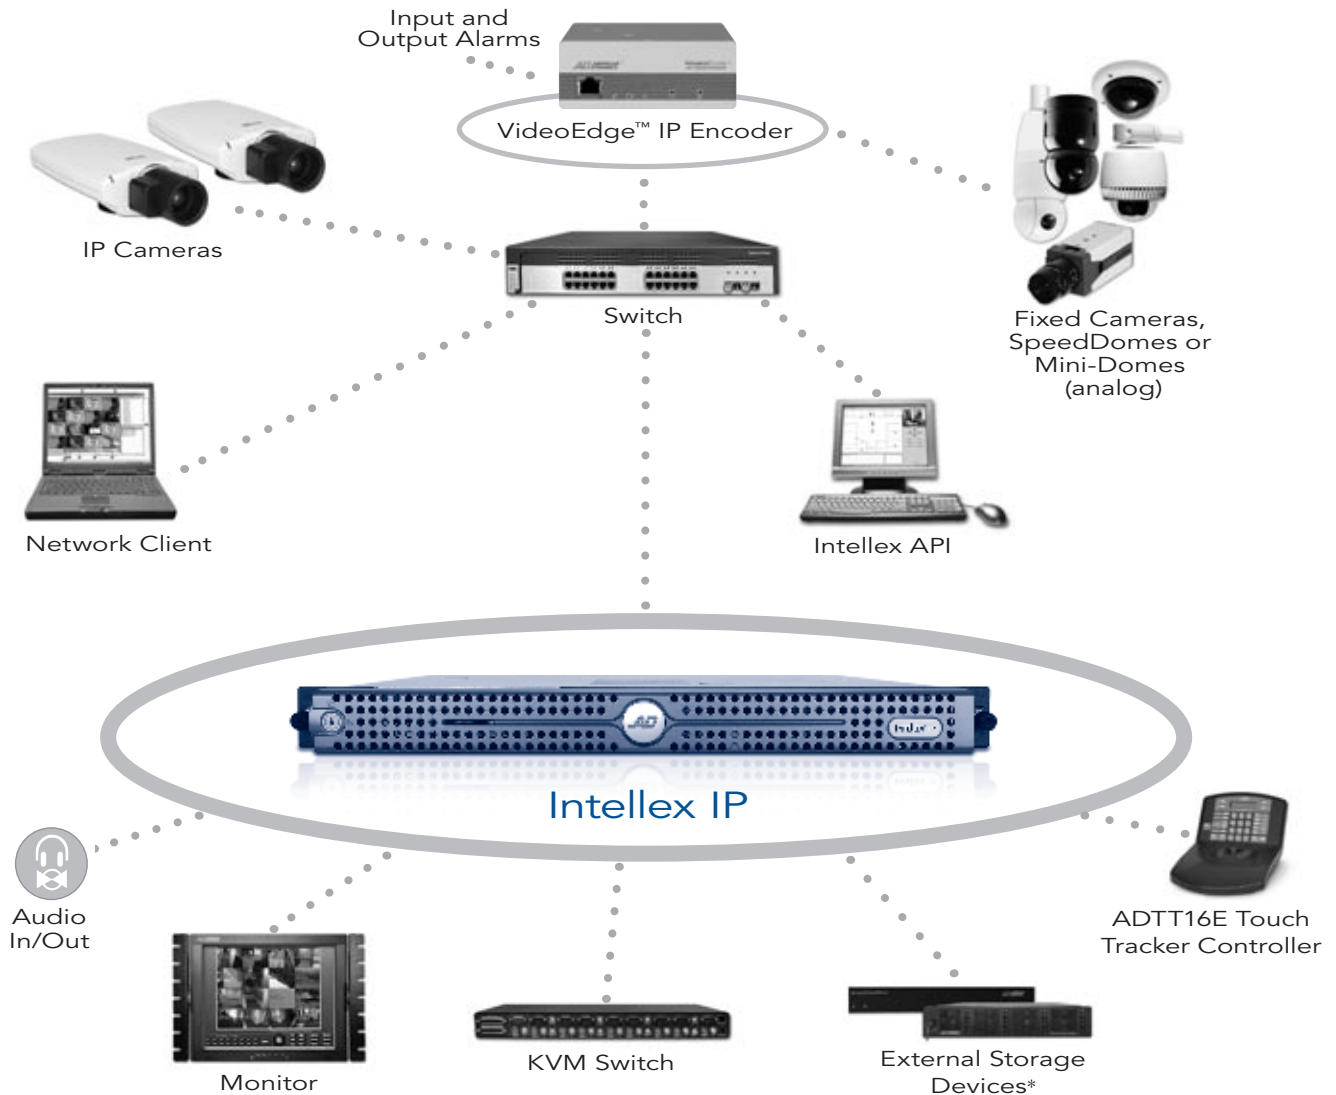 Input and
Output Alarms
VideoEdge™ IP Encoder
IP Cameras
Switch
Fixed Cameras,
SpeedDomes or
Mini-Domes
(analog)
Network Client
Intellex API
AD
Intellex IP
Audio
In/Out
ADTT16E Touch
Tracker Controller
Monitor
KVM Switch
External Storage
Devices*